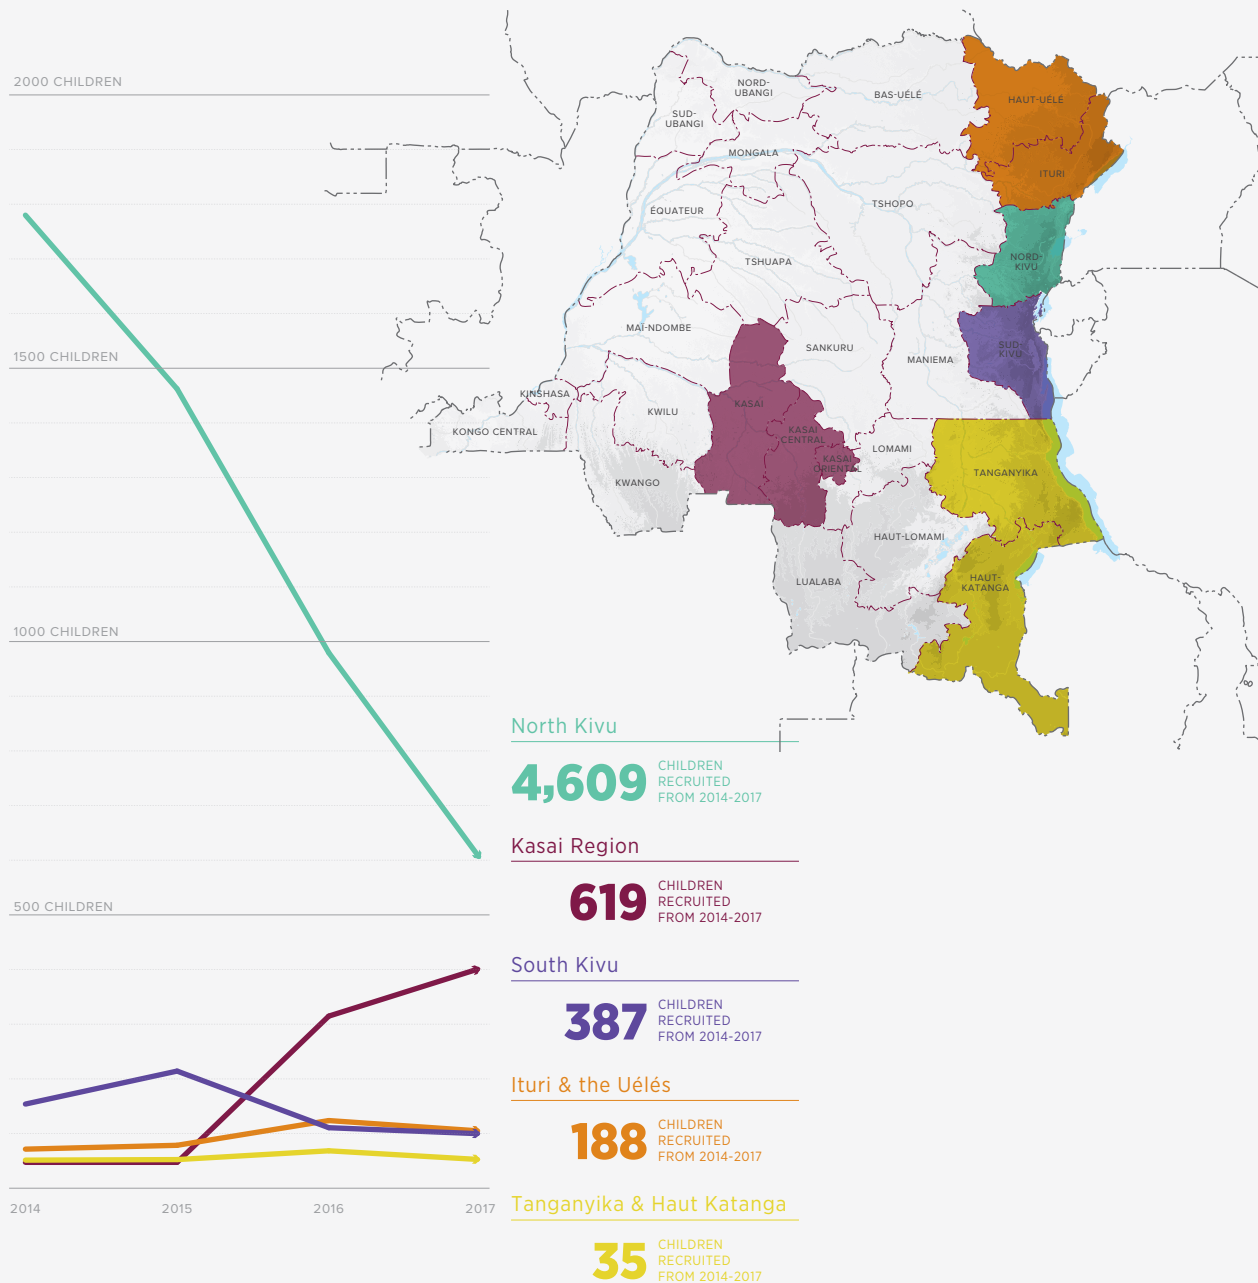 2000 CHILDREN
1500 CHILDREN
1000 CHILDREN
500 CHILDREN
2014
2015
2016
2017
NORD-
UBANGI
SUD-
UBANGI
BAS-UÉLÉ
HAUT-UÉLÉ
MONGALA
ITURI
ÉQUATEUR
TSHOPO
TSHUAPA
NORD-
KIVU
MAÏ-NDOMBE
SANKURU
MANIEMA
SUD-
KIVU
KINSHASA
KWILU
KASAI
KONGO CENTRAL
KASAI
CENTRAL
LOMAMI
KASAI
ORIENTAL
KWANGO
TANGANYIKA
HAUT-LOMAMI
LUALABA
HAUT-
KATANGA
North Kivu
4,609
CHILDREN
RECRUITED
FROM 2014-2017
Kasai Region
619
CHILDREN
RECRUITED
FROM 2014-2017
South Kivu
387
CHILDREN
RECRUITED
FROM 2014-2017
Ituri & the Uélés
188
CHILDREN
RECRUITED
FROM 2014-2017
Tanganyika & Haut Katanga
35
CHILDREN
RECRUITED
FROM 2014-2017